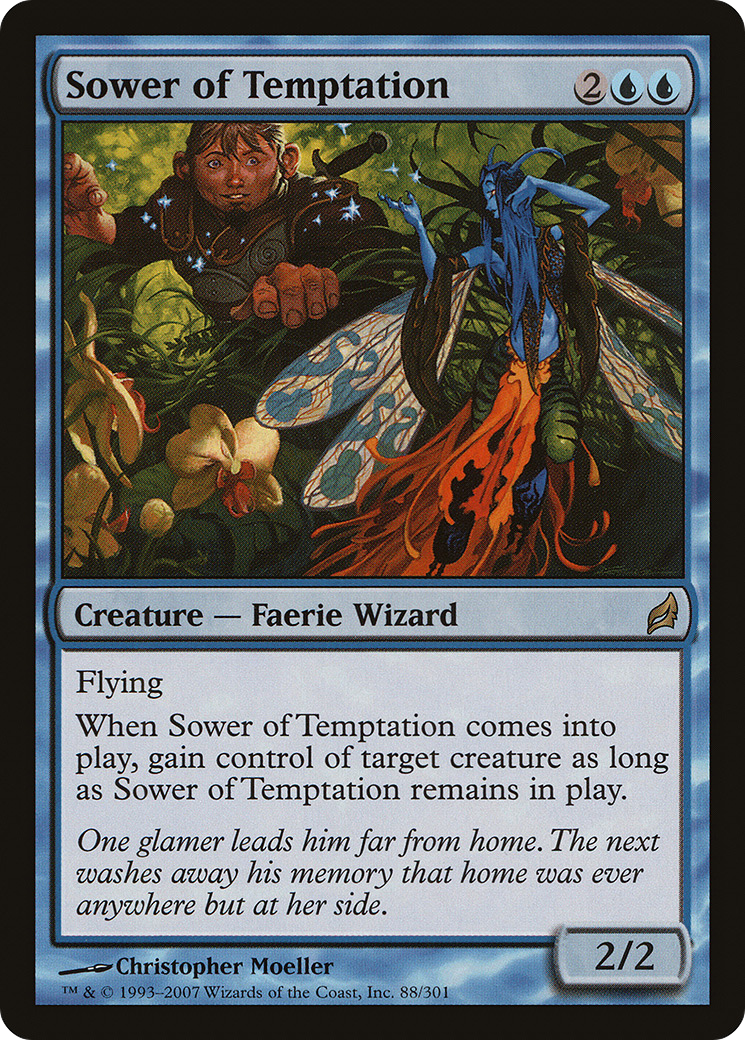 Sower of Temptation 2
Creature — Faerie Wizard
Flying
When Sower of Temptation comes into
play, gain control of target creature as long
as Sower of Temptation remains in play.
One glamer leads him far from home. The next
washes away his memory that home was ever
anywhere but at her side.
2/2
Christopher Moeller
™ & © 1993–2007 Wizards of the Coast, Inc. 88/301